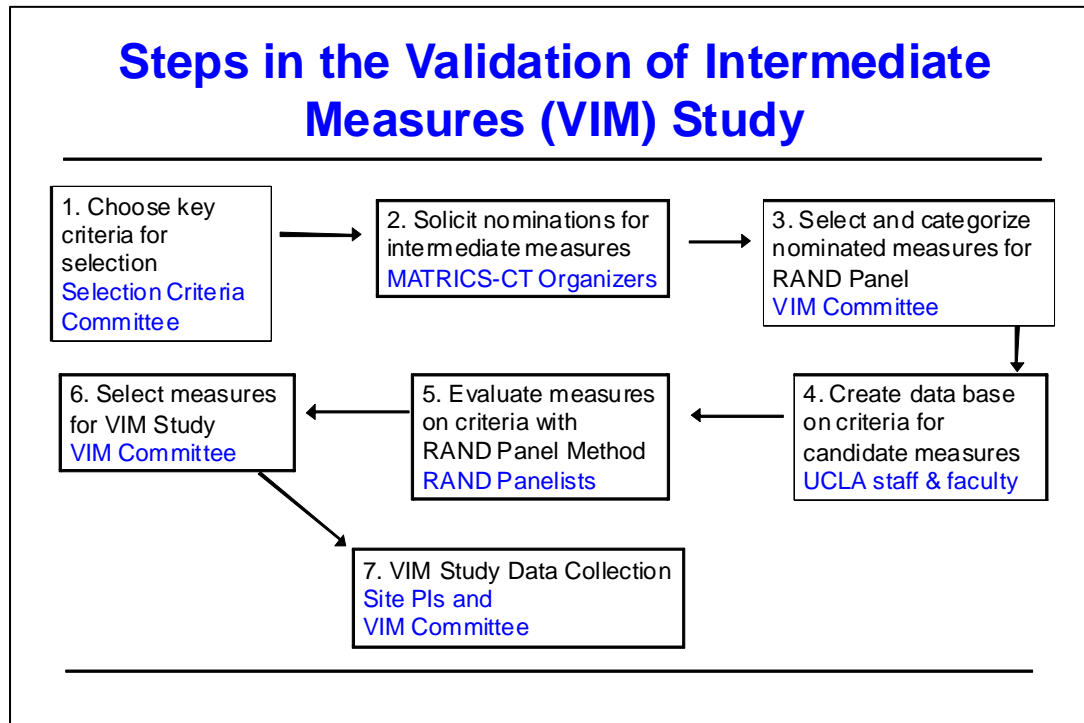 Steps in the Validation of Intermediate
Measures (VIM) Study
1. Choose key
criteria for
selection
Selection Criteria
Committee
2. Solicit nominations for
intermediate measures
MATRICS-CT Organizers
3. Select and categorize
nominated measures for
RAND Panel
VIM Committee
4. Create data base
on criteria for
candidate measures
UCLA staff & faculty
5. Evaluate measures
on criteria with
RAND Panel Method
RAND Panelists
6. Select measures
for VIM Study
VIM Committee
7. VIM Study Data Collection
Site PIs and
VIM Committee